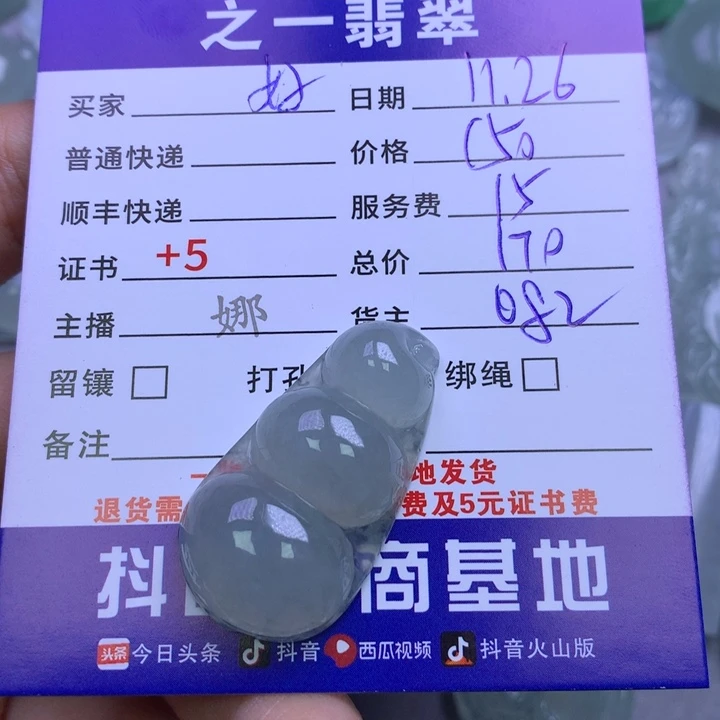 之一翡翠
买家 日期 11.26
普通快递 价格 150
顺丰快递 服务费 15
证书 +5 总价 170
主播 娜 货主 082
留镶 打孔 绑绳
备注
地发货
退货需 费及5元证书费
抖 商基地
头条 今日头条 抖音 西瓜视频 抖音火山版